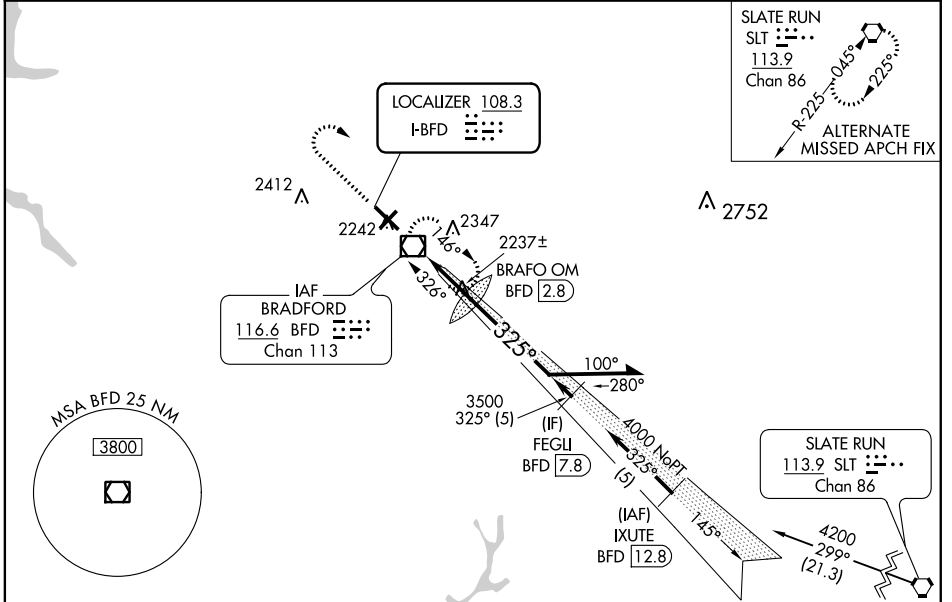 SLATE RUN
SLT
113.9
Chan 86
045°
225°
R-225
ALTERNATE
MISSED APCH FIX
LOCALIZER 108.3
I-BFD
2412
2242
2347
2752
146°
2237±
BRAFO OM
BFD 2.8
326°
IAF
BRADFORD
116.6 BFD
Chan 113
325°
100°
280°
3500
325° (5)
(IF)
FEGLI
BFD 7.8
4000 NoPT
325°
(5)
MSA BFD 25 NM
3800
(IAF)
IXUTE
BFD 12.8
145°
SLATE RUN
113.9 SLT
Chan 86
4200
299°
(21.3)